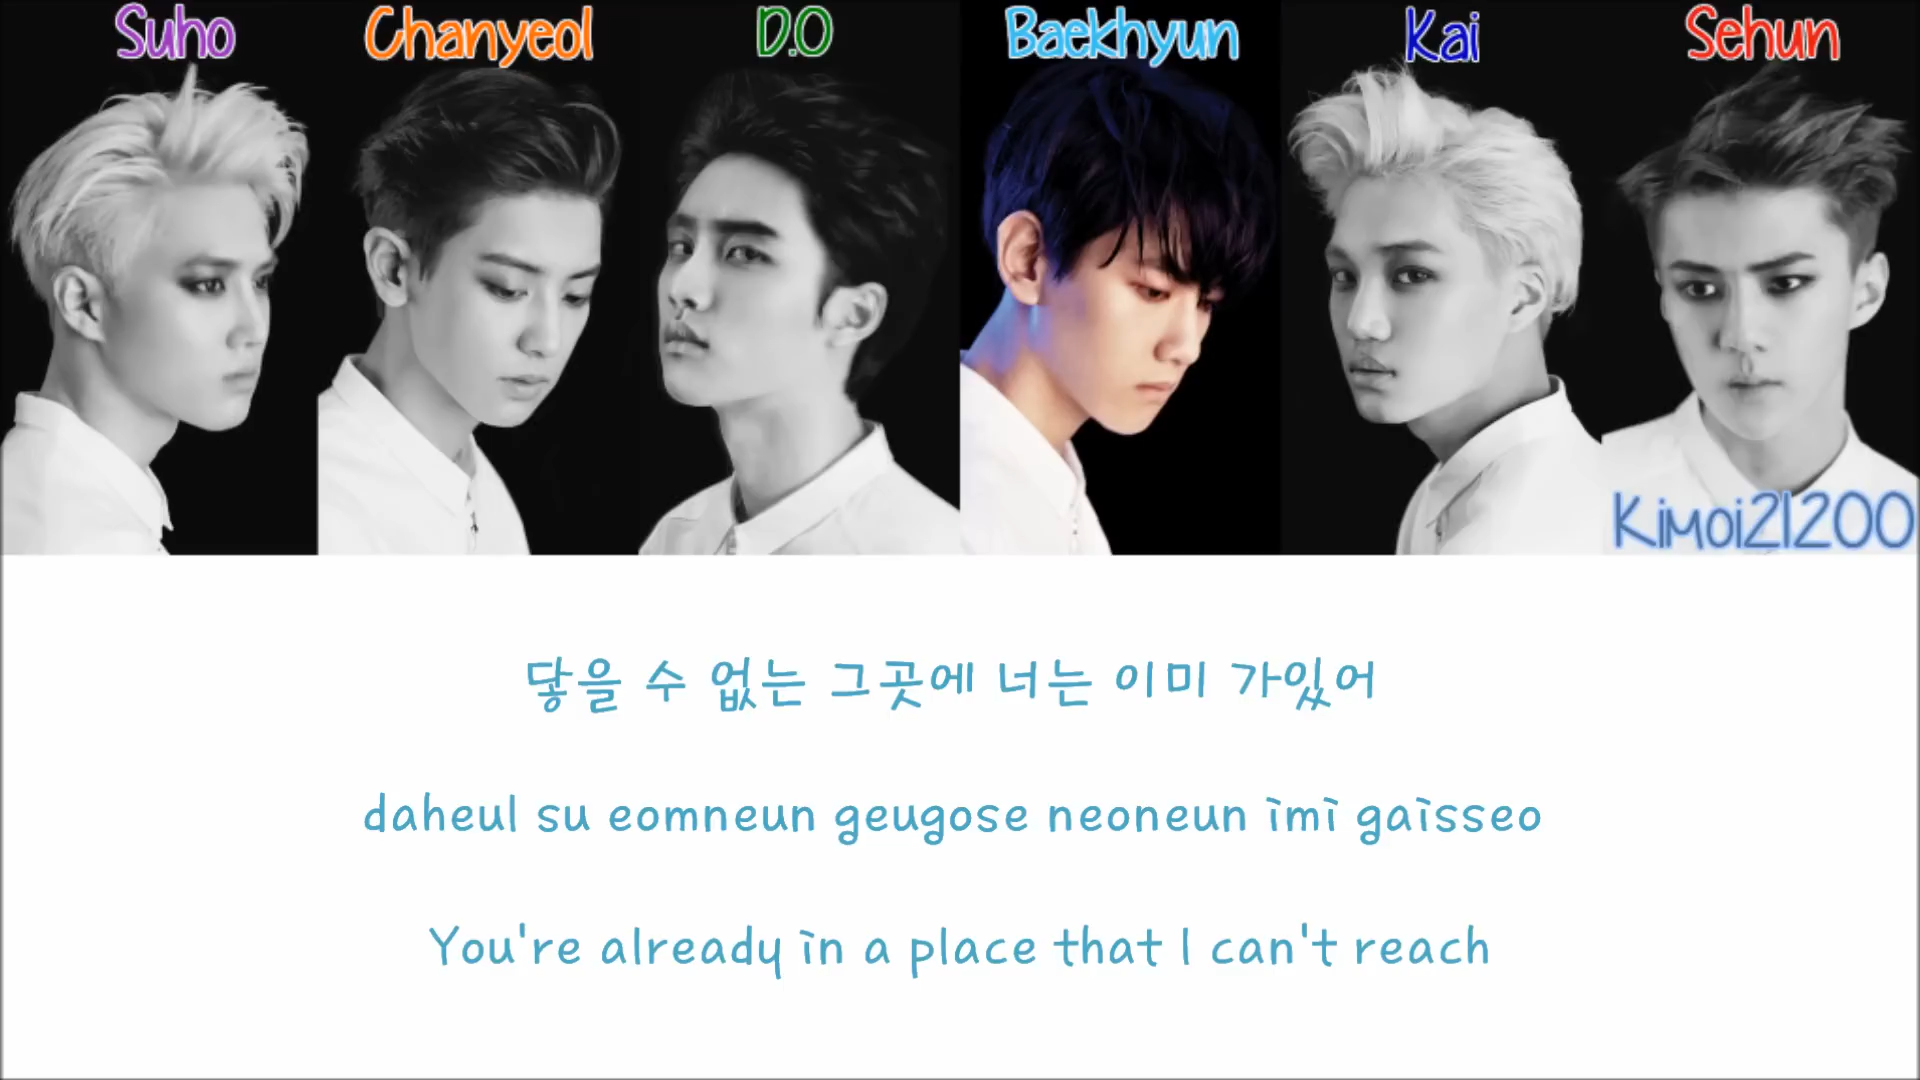 Suho Chanyeol D.O Baekhyun Kai Sehun
Kimoi21200
닿을 수 없는 그곳에 너는 이미 가있어
daheul su eomneun geugose neoneun imi gaisseo
You're already in a place that I can't reach